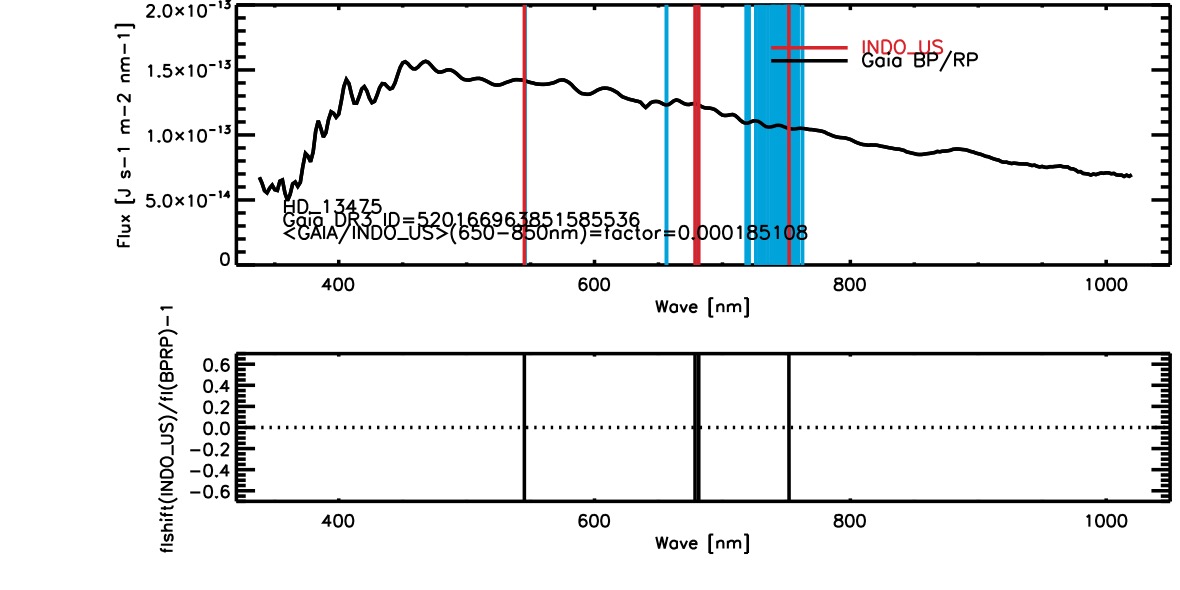 2.0×10−13
1.5×10−13
1.0×10−13
5.0×10−14
0
Flux [J s−1 m−2 nm−1]
INDO_US
Gaia BP/RP
HD_13475
Gaia DR3 ID=520166963851585536
<GAIA/INDO_US>(650−850nm)=factor=0.000185108
400 600 800 1000
Wave [nm]
flshift(INDO_US)/fl(BPRP)−1
0.6
0.4
0.2
0.0
−0.2
−0.4
−0.6
400 600 800 1000
Wave [nm]